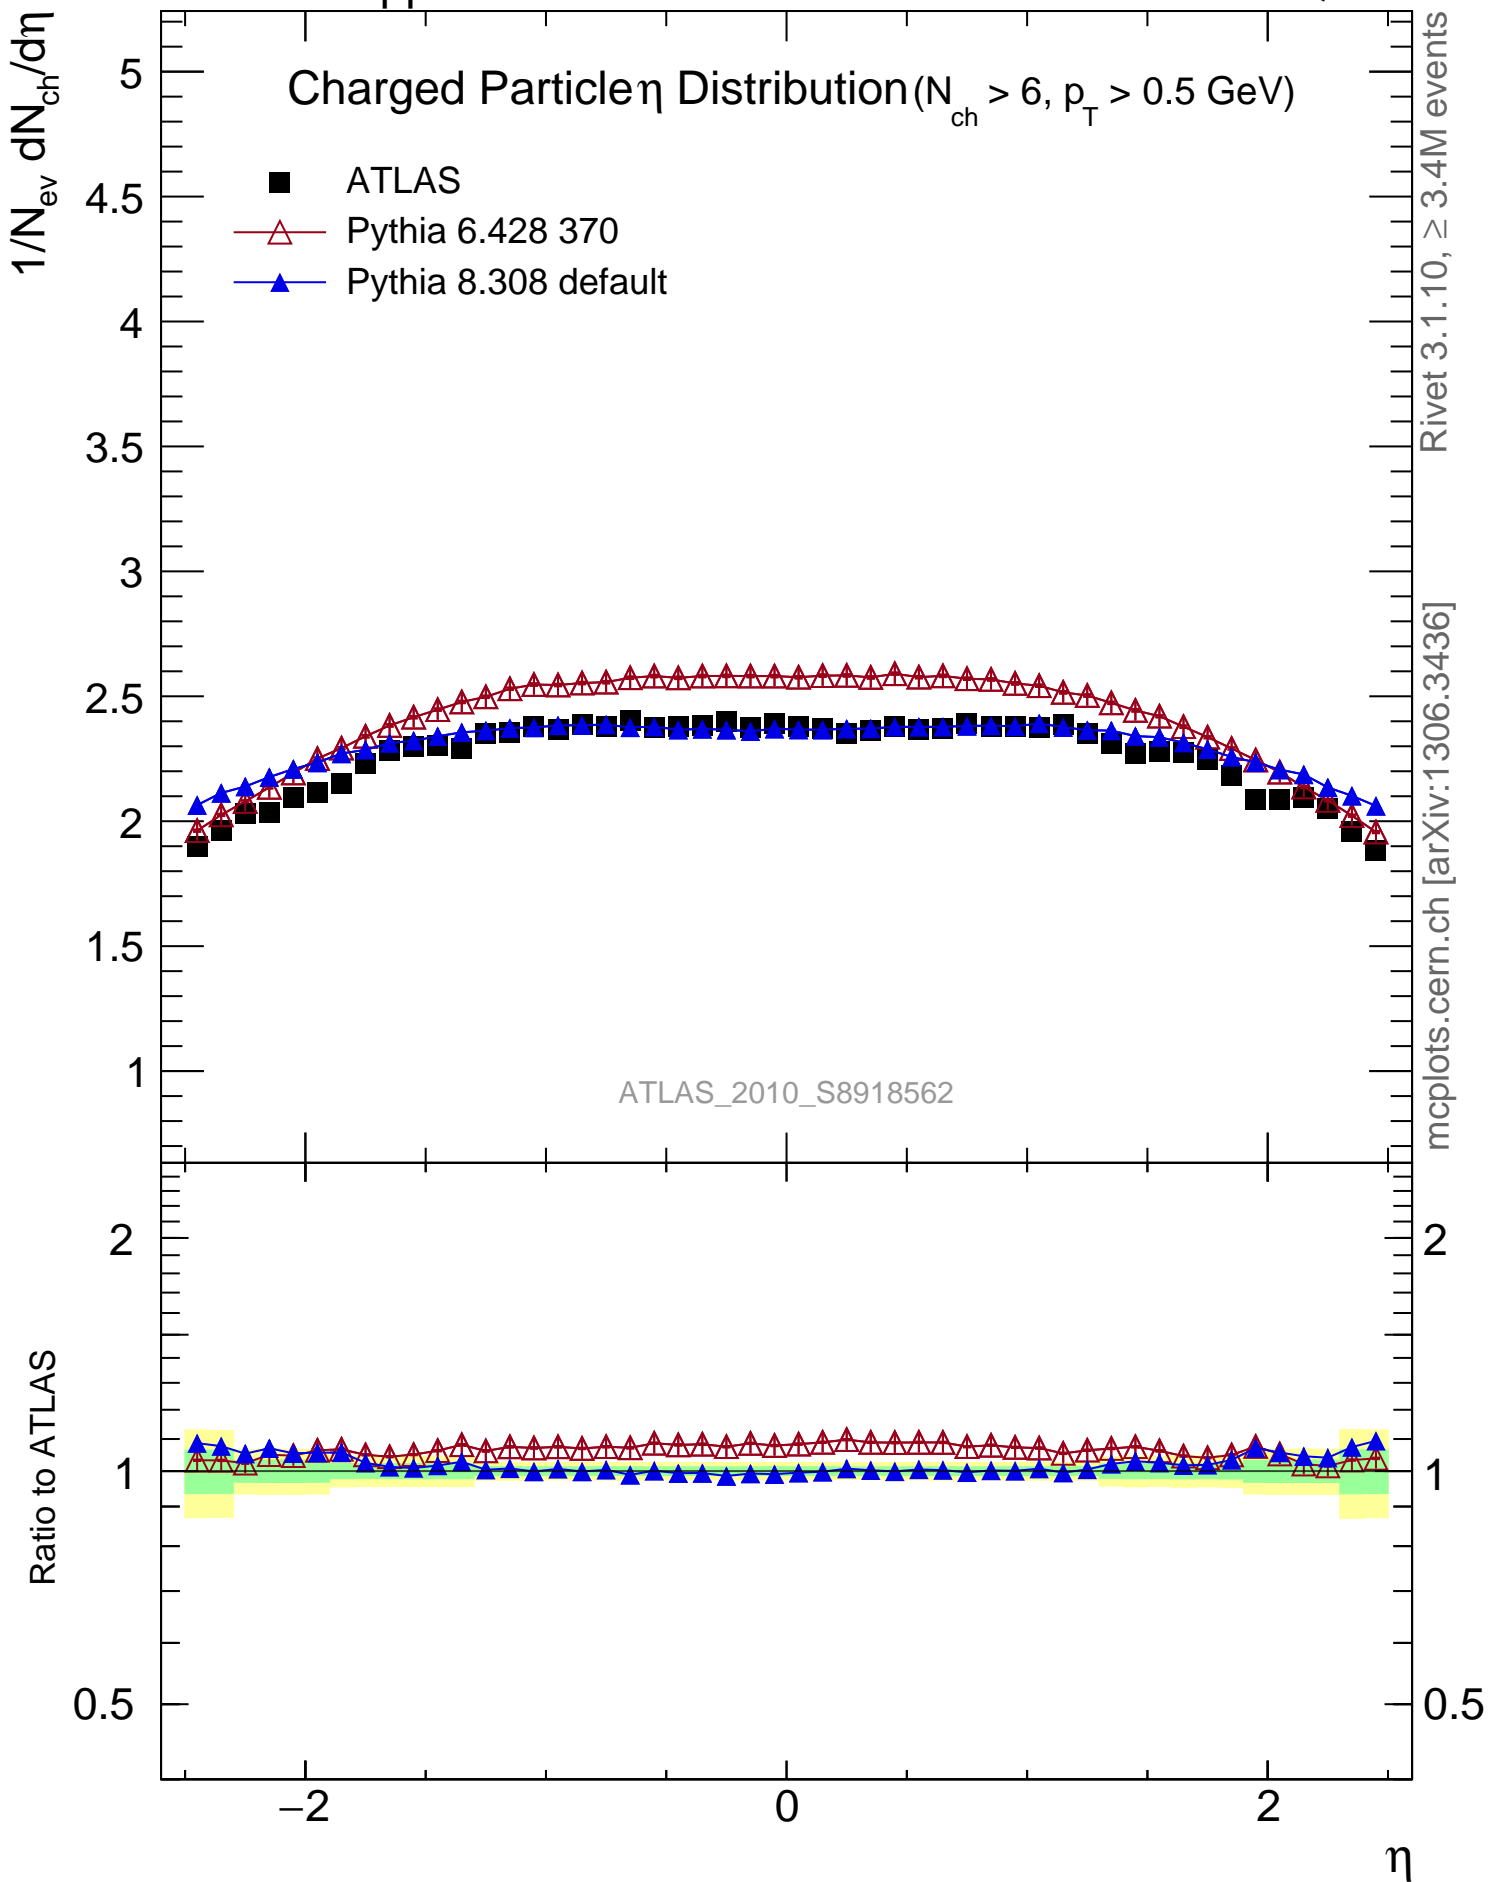 1/N_ev dN_ch/dη
Charged Particle η Distribution (N_ch > 6, p_T > 0.5 GeV)
ATLAS
Pythia 6.428 370
Pythia 8.308 default
5
4.5
4
3.5
3
2.5
2
1.5
1
ATLAS_2010_S8918562
Rivet 3.1.10, ≥ 3.4M events
mcplots.cern.ch [arXiv:1306.3436]
Ratio to ATLAS
2
1
0.5
2
1
0.5
−2
0
2
η